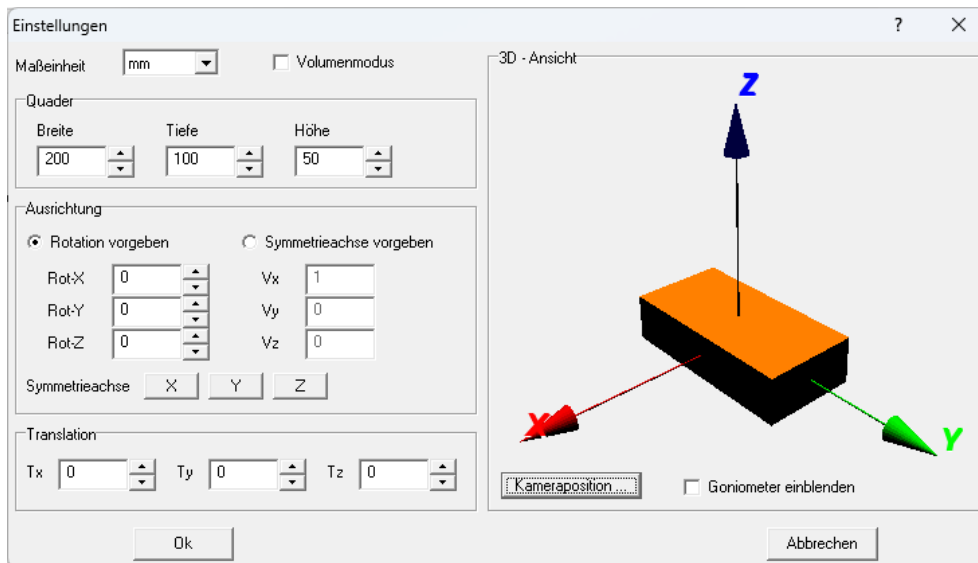 Einstellungen ?
Maßeinheit mm Volumenmodus
Quader
Breite Tiefe Höhe
200 100 50
Ausrichtung
Rotation vorgeben Symmetrieachse vorgeben
Rot-X 0 Vx 1
Rot-Y 0 Vy 0
Rot-Z 0 Vz 0
Symmetrieachse X Y Z
Translation
Tx 0 Ty 0 Tz 0
Ok
3D - Ansicht
Z
X
Y
Kameraposition ... Goniometer einblenden
Abbrechen